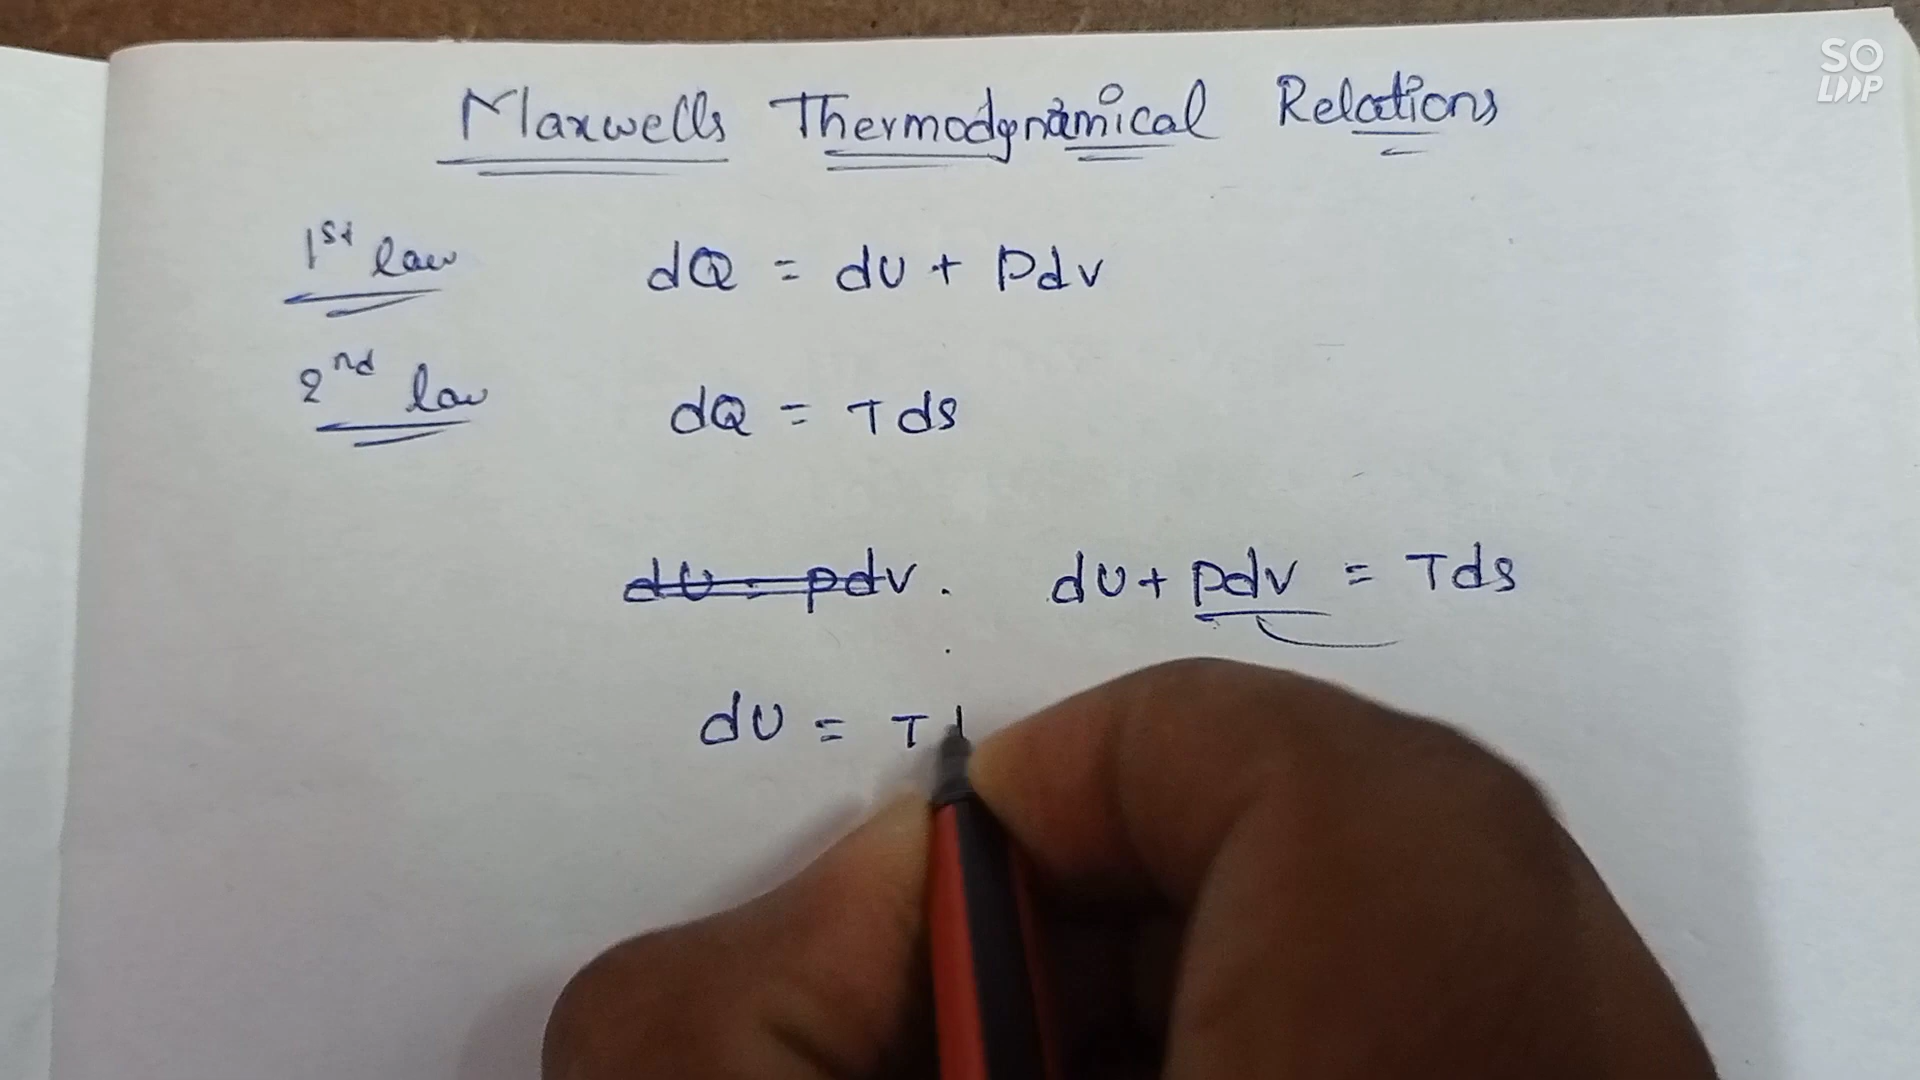 Maxwells Thermodynamical Relations
SO
LOOP
1st law dQ = dU + Pdv
2nd law dQ = Tds
dU = pdv. dU + Pdv = Tds
dU = T